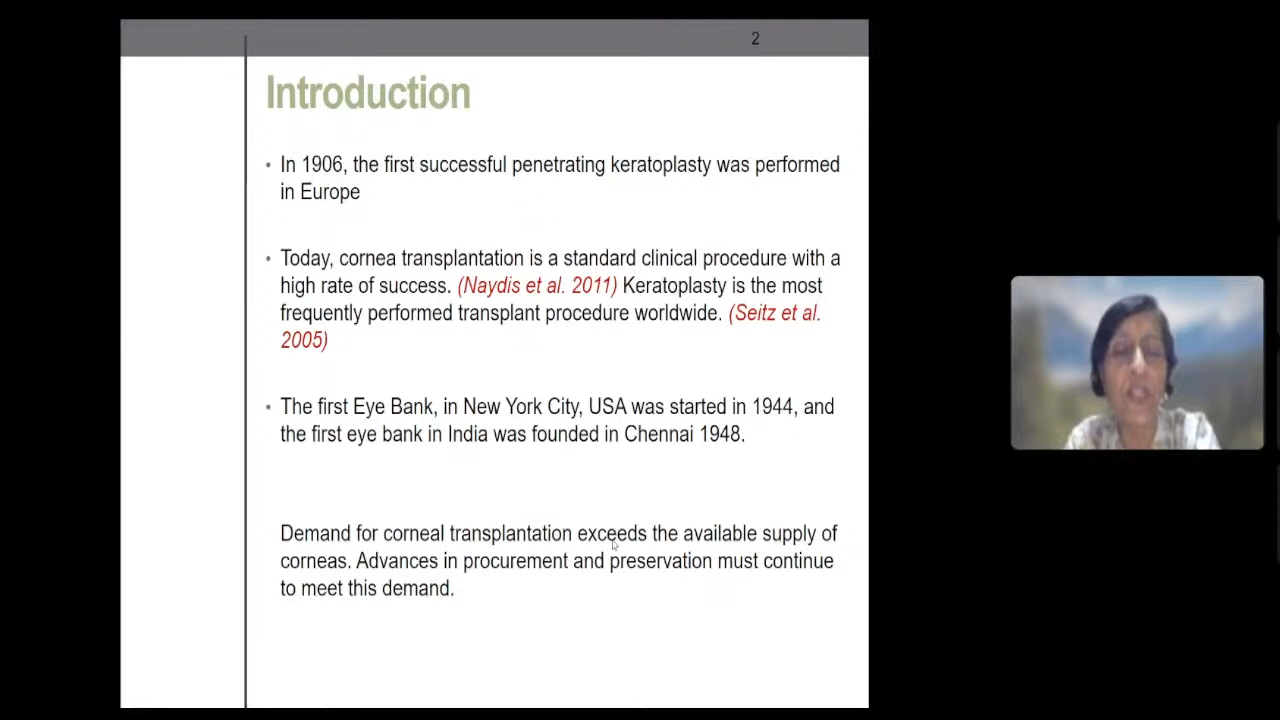 2
Introduction
• In 1906, the first successful penetrating keratoplasty was performed
in Europe
• Today, cornea transplantation is a standard clinical procedure with a
high rate of success. (Naydis et al. 2011) Keratoplasty is the most
frequently performed transplant procedure worldwide. (Seitz et al.
2005)
• The first Eye Bank, in New York City, USA was started in 1944, and
the first eye bank in India was founded in Chennai 1948.
Demand for corneal transplantation exceeds the available supply of
corneas. Advances in procurement and preservation must continue
to meet this demand.